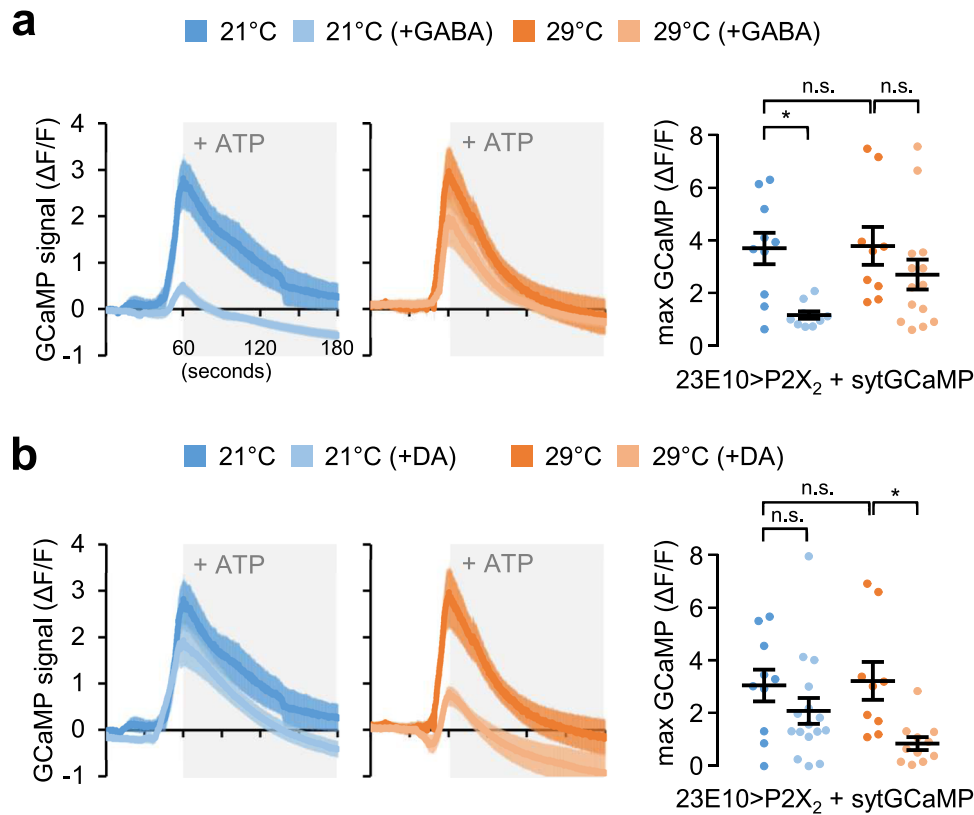 a
21°C 21°C (+GABA) 29°C 29°C (+GABA)
GCaMP signal (ΔF/F)
4
3
2
1
0
-1
+ ATP
60 120 180
(seconds)
+ ATP
max GCaMP (ΔF/F)
8
6
4
2
0
n.s. n.s.
*
23E10>P2X₂ + sytGCaMP
b
21°C 21°C (+DA) 29°C 29°C (+DA)
GCaMP signal (ΔF/F)
4
3
2
1
0
-1
+ ATP
+ ATP
max GCaMP (ΔF/F)
8
6
4
2
0
n.s. *
n.s.
23E10>P2X₂ + sytGCaMP